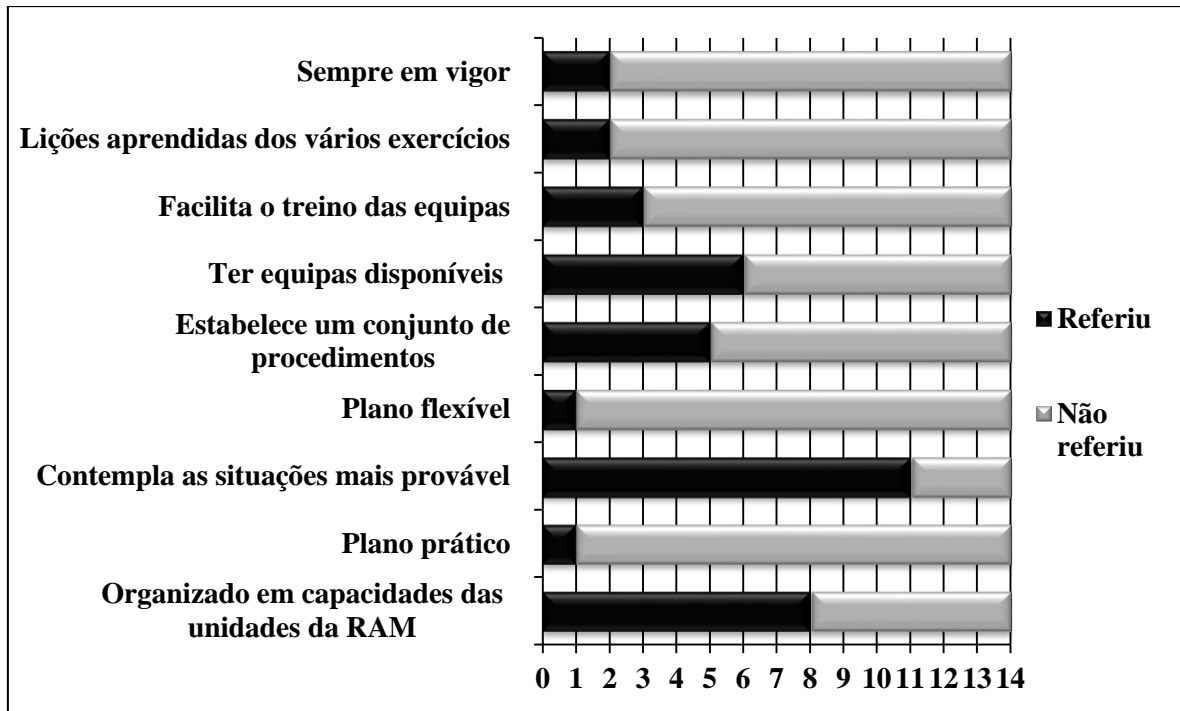 Sempre em vigor
Lições aprendidas dos vários exercícios
Facilita o treino das equipas
Ter equipas disponíveis
Estabelece um conjunto de
procedimentos
Plano flexível
Contempla as situações mais provável
Plano prático
Organizado em capacidades das
unidades da RAM
0 1 2 3 4 5 6 7 8 9 10 11 12 13 14
Referiu
Não
referiu